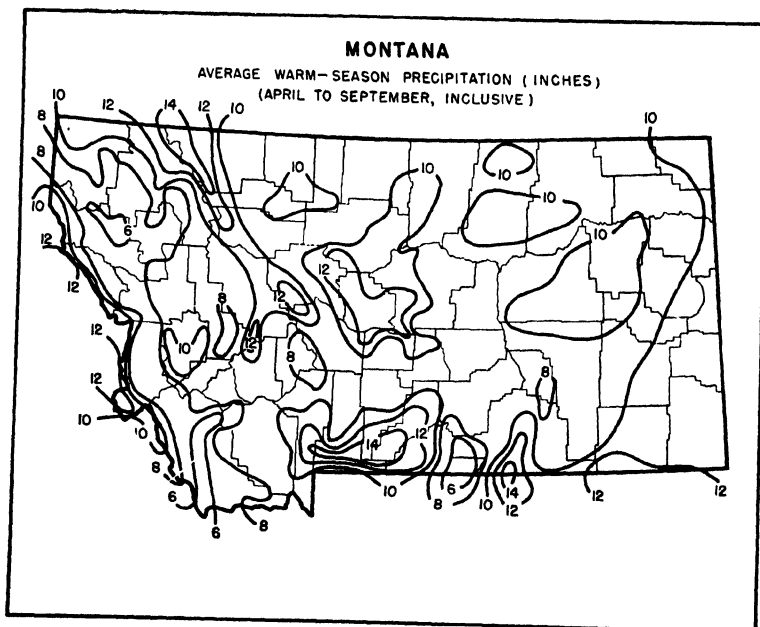 MONTANA
AVERAGE WARM-SEASON PRECIPITATION (INCHES)
(APRIL TO SEPTEMBER, INCLUSIVE)
10 12 14 12 10 10
8
8 10 10 10
10 10 10
6
12 12
12 12
8
12 12
10 8
8
12
10 14 12
10
8 10 6 10 14
6 8 12 12 12
6 8